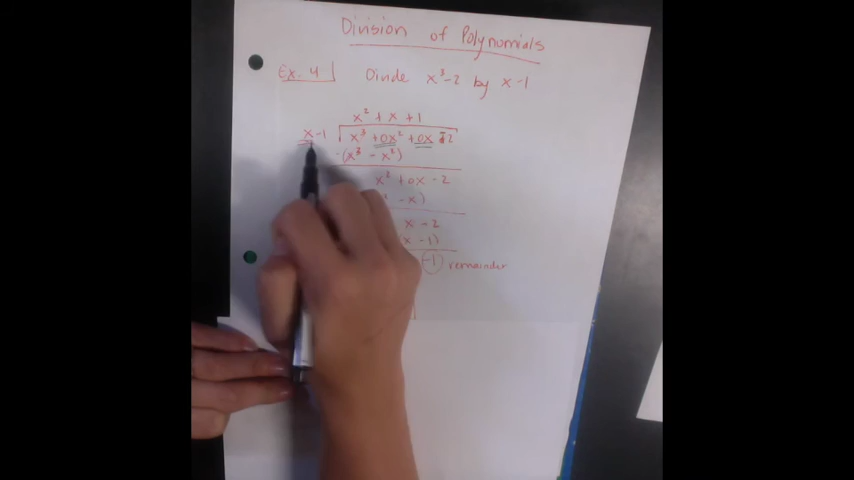 Division of Polynomials
Ex. 4 Divide x³-2 by x-1
x² + x + 1
x-1 x³ +0x² +0x -2
-(x³ - x²)
x² +0x -2
² - x)
x -2
(x -1)
-1 remainder